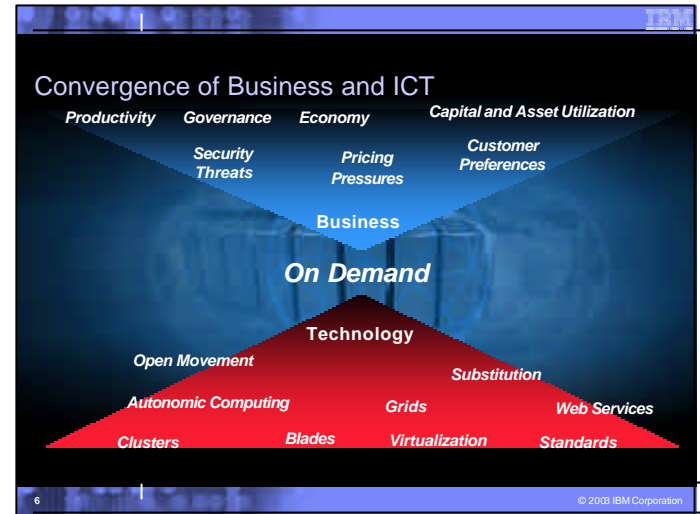 IBM
Convergence of Business and ICT
Productivity Governance Economy Capital and Asset Utilization
Security Threats
Pricing Pressures
Customer Preferences
Business
On Demand
Technology
Open Movement
Substitution
Autonomic Computing
Grids
Web Services
Clusters
Blades
Virtualization
Standards
6
© 2003 IBM Corporation